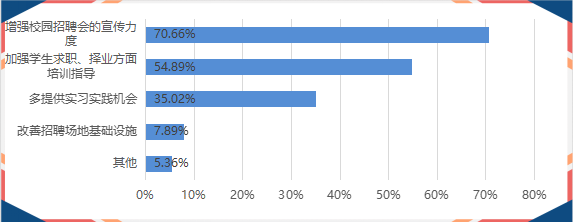 增强校园招聘会的宣传力
度
70.66%
加强学生求职、择业方面
培训指导
54.89%
多提供实习实践机会
35.02%
改善招聘场地基础设施
7.89%
其他
5.36%
0% 10% 20% 30% 40% 50% 60% 70% 80%